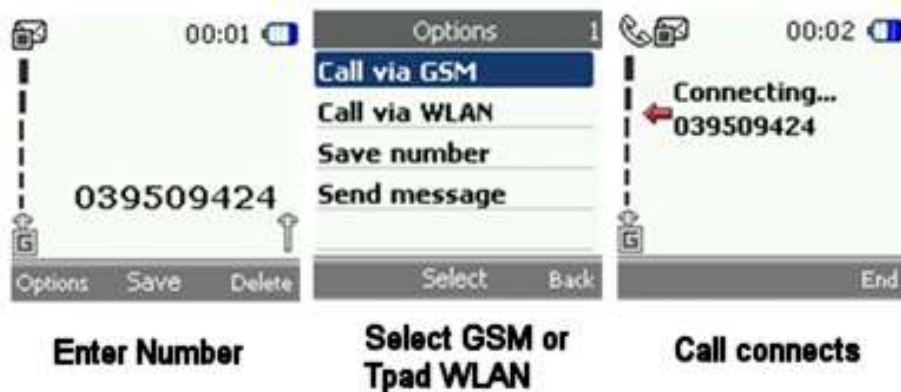 00:01
039509424
Options Save Delete
Enter Number
Options 1
Call via GSM
Call via WLAN
Save number
Send message
Select Back
Select GSM or
Tpad WLAN
00:02
Connecting...
039509424
G
End
Call connects